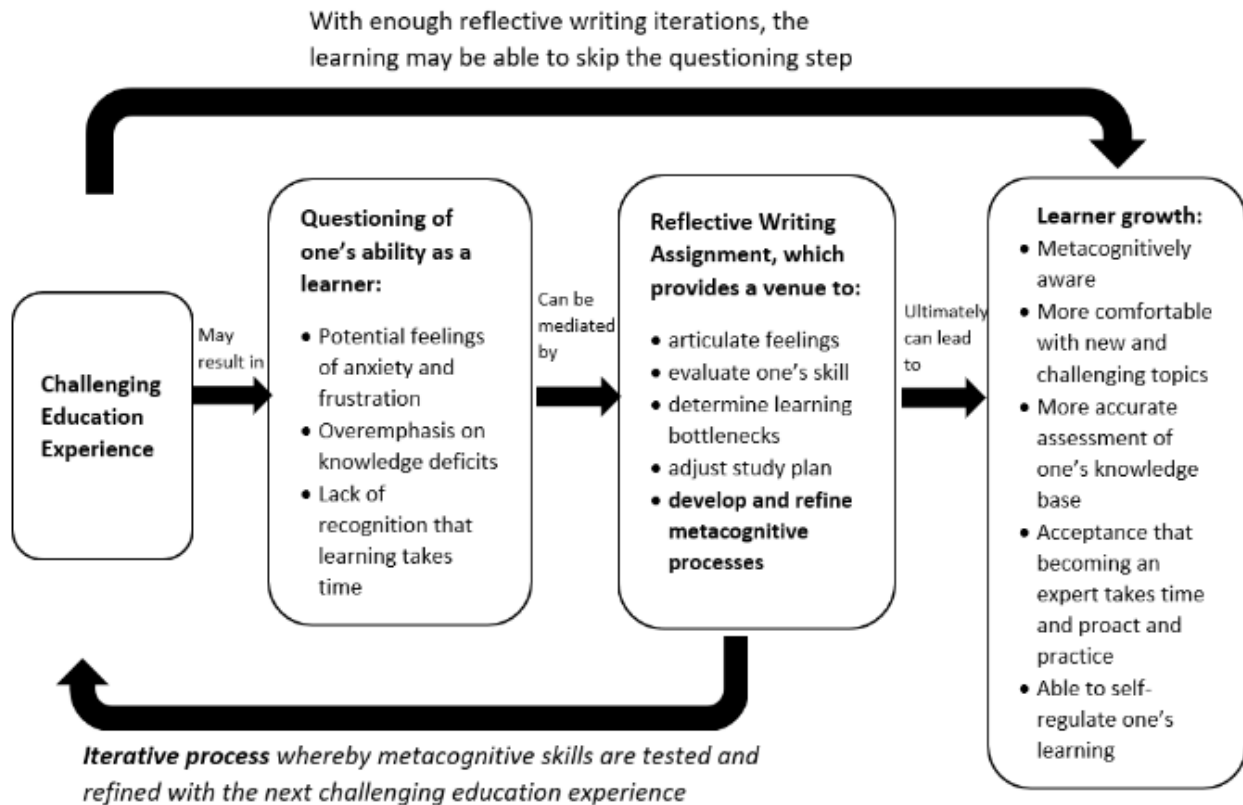 With enough reflective writing iterations, the
learning may be able to skip the questioning step
Challenging
Education
Experience
May
result in
Questioning of
one's ability as a
learner:
• Potential feelings
of anxiety and
frustration
• Overemphasis on
knowledge deficits
• Lack of
recognition that
learning takes
time
Can be
mediated
by
Reflective Writing
Assignment, which
provides a venue to:
• articulate feelings
• evaluate one's skill
• determine learning
bottlenecks
• adjust study plan
• develop and refine
metacognitive
processes
Ultimately
can lead
to
Learner growth:
• Metacognitively
aware
• More comfortable
with new and
challenging topics
• More accurate
assessment of
one's knowledge
base
• Acceptance that
becoming an
expert takes time
and proact and
practice
• Able to self-
regulate one's
learning
Iterative process whereby metacognitive skills are tested and
refined with the next challenging education experience